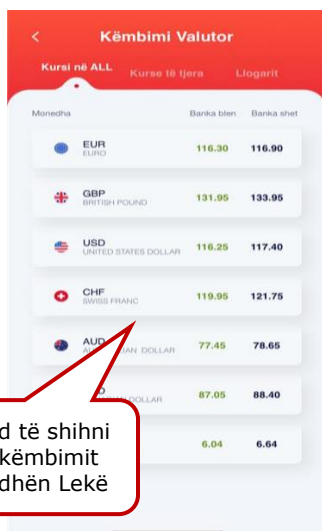 Këmbimi Valutor
Kursi në ALL Kurse të tjera Llogarit
Monedha Banka blen Banka shet
EUR 116.30 116.90
EURO
GBP 131.95 133.95
BRITISH POUND
USD 116.25 117.40
UNITED STATES DOLLAR
CHF 119.95 121.75
SWISS FRANC
AUD 77.45 78.65
DOLLAR
87.05 88.40
DOLLAR
6.04 6.64
të shihni
këmbimit
Lekë